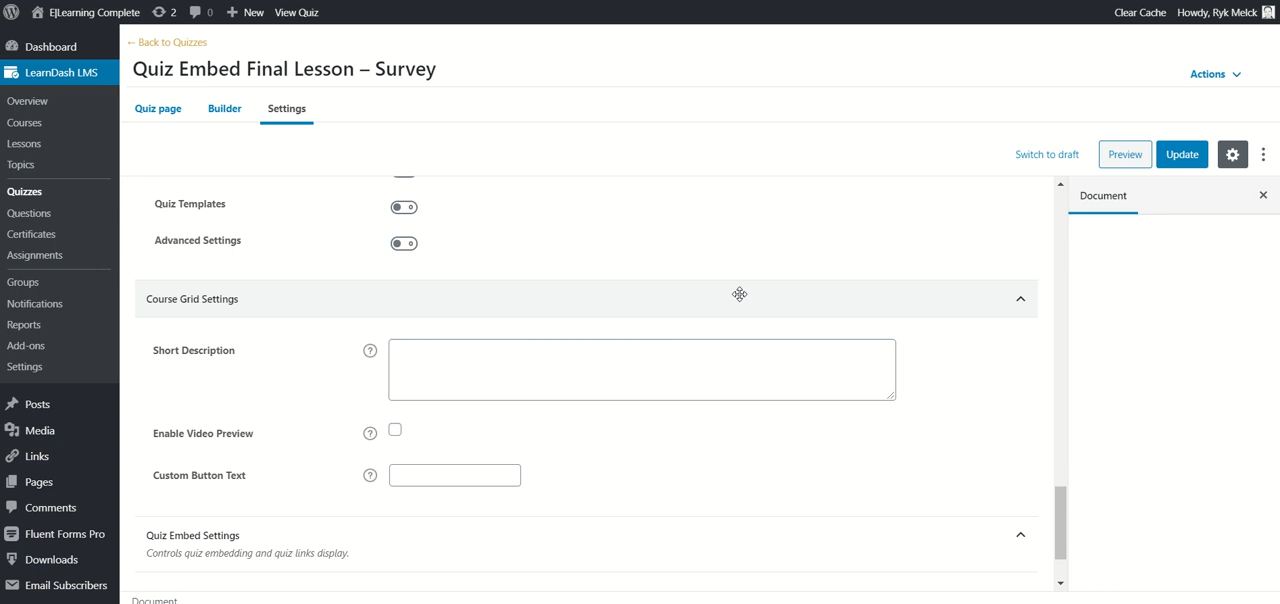 E|Learning Complete 2 0 New View Quiz Clear Cache Howdy, Ryk Melck
Dashboard
LearnDash LMS
Overview
Courses
Lessons
Topics
Quizzes
Questions
Certificates
Assignments
Groups
Notifications
Reports
Add-ons
Settings
Posts
Media
Links
Pages
Comments
Fluent Forms Pro
Downloads
Email Subscribers
← Back to Quizzes
Quiz Embed Final Lesson – Survey
Actions
Quiz page Builder Settings
Switch to draft Preview Update
Quiz Templates
Advanced Settings
Course Grid Settings
Short Description ?
Enable Video Preview ?
Custom Button Text ?
Quiz Embed Settings
Controls quiz embedding and quiz links display.
Document
Document